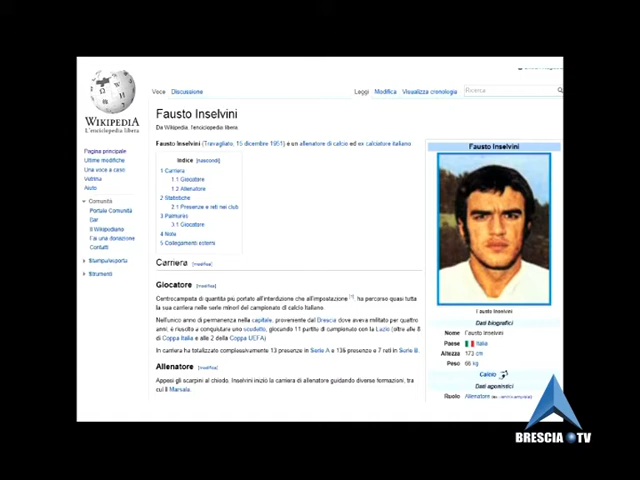 Voce Discussione
Leggi Modifica Visualizza cronologia
Ricerca
WIKIPEDIA
L'enciclopedia libera
Pagina principale
Ultime modifiche
Una voce a caso
Vetrina
Aiuto
Comunità
Portale Comunità
Bar
Il Wikipediano
Fai una donazione
Contatti
Stampa/esporta
Strumenti
Fausto Inselvini
Da Wikipedia, l'enciclopedia libera.
Fausto Inselvini (Travagliato, 15 dicembre 1951) è un allenatore di calcio ed ex calciatore italiano
Indice [nascondi]
1 Carriera
1.1 Giocatore
1.2 Allenatore
2 Statistiche
2.1 Presenze e reti nei club
3 Palmarès
3.1 Giocatore
4 Note
5 Collegamenti esterni
Carriera [modifica]
Giocatore [modifica]
Centrocampista di quantità più portato all'interdizione che all'impostazione [1], ha percorso quasi tutta
la sua carriera nelle serie minori del campionato di calcio italiano.
Nell'unico anno di permanenza nella capitale, proveniente dal Brescia dove aveva militato per quattro
anni, è riuscito a conquistare uno scudetto, giocando 11 partite di campionato con la Lazio (oltre alle 8
di Coppa Italia e alle 2 della Coppa UEFA)
In carriera ha totalizzato complessivamente 13 presenze in Serie A e 136 presenze e 7 reti in Serie B.
Allenatore [modifica]
Appesi gli scarpini al chiodo, Inselvini iniziò la carriera di allenatore guidando diverse formazioni, tra
cui il Marsala.
Fausto Inselvini
Fausto Inselvini
Dati biografici
Nome Fausto Inselvini
Paese Italia
Altezza 173 cm
Peso 68 kg
Calcio
Dati agonistici
Ruolo Allenatore
BRESCIA TV